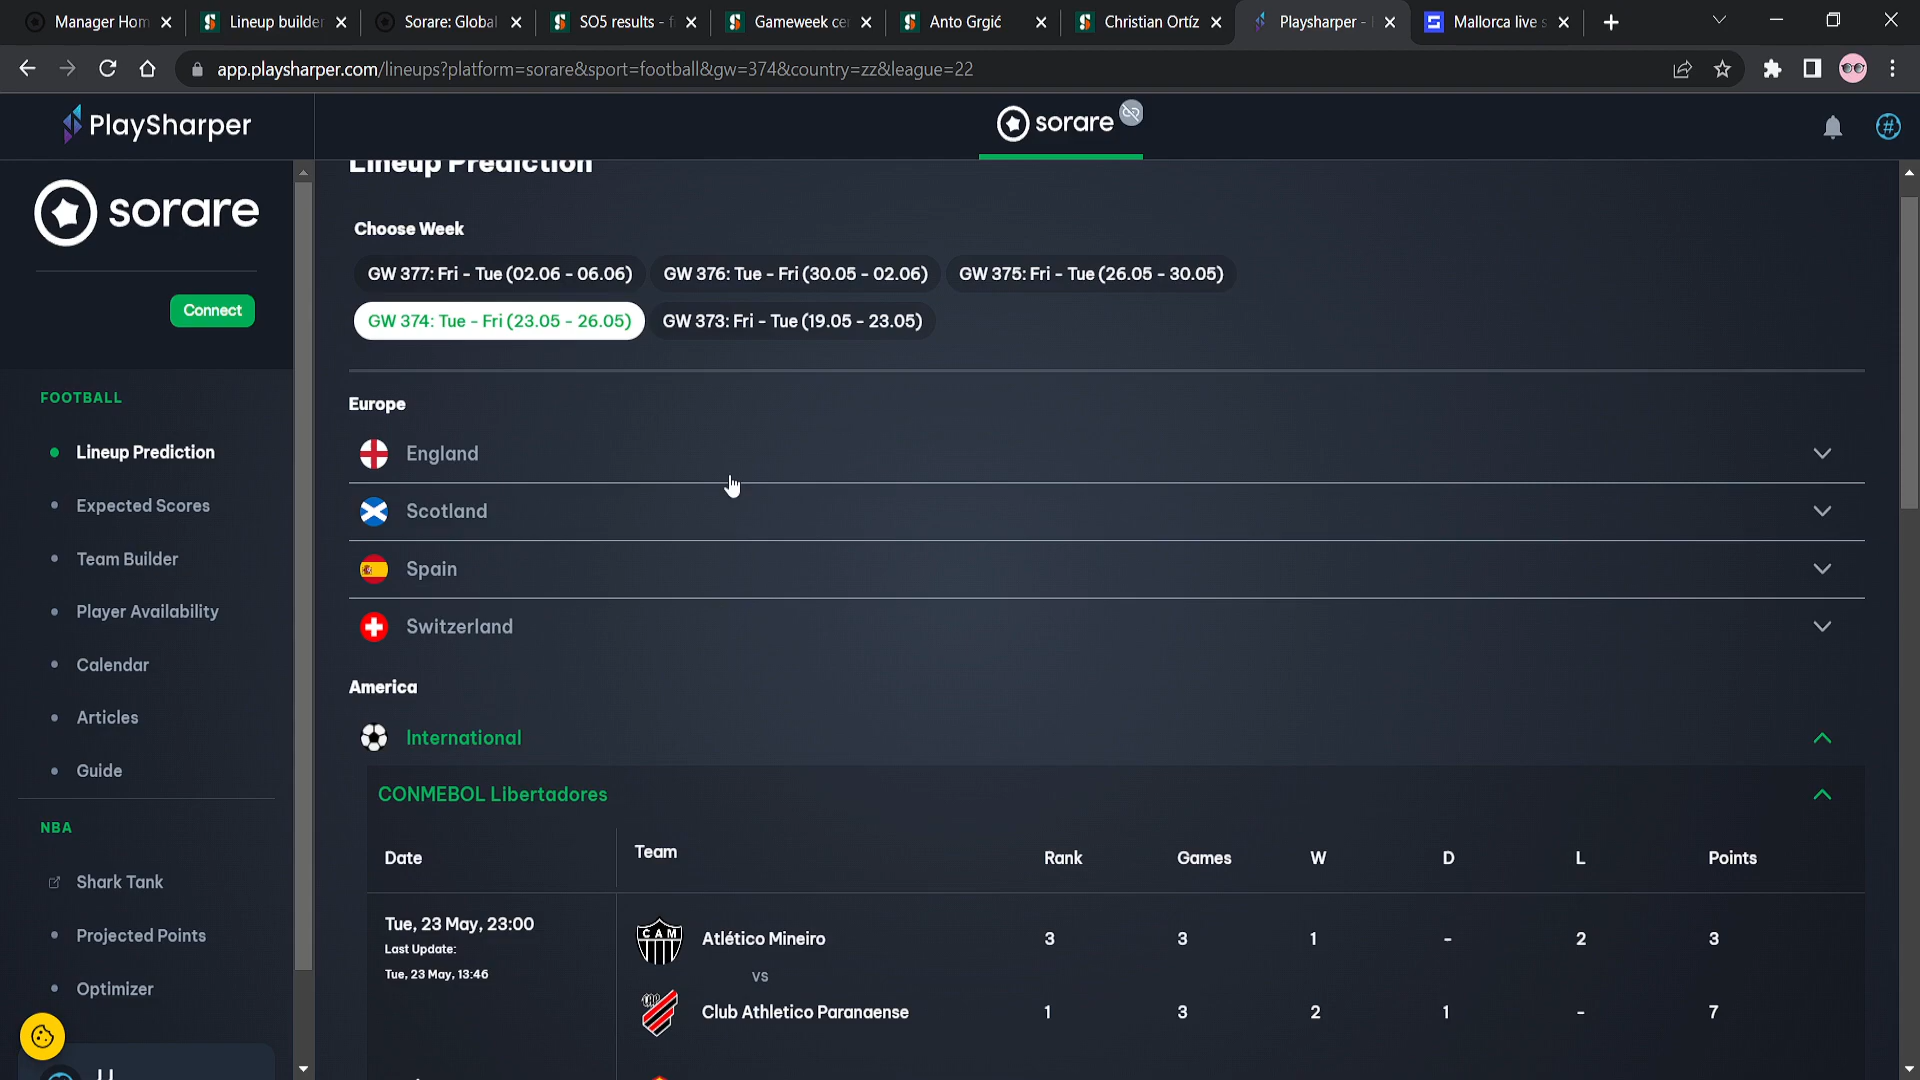 Manager Hom
Lineup builder
Sorare: Global
SO5 results - f
Gameweek ce
Anto Grgić
Christian Ortíz
Playsharper -
Mallorca live s
app.playsharper.com/lineups?platform=sorare&sport=football&gw=374&country=zz&league=22
PlaySharper
sorare
sorare
Connect
FOOTBALL
Lineup Prediction
Expected Scores
Team Builder
Player Availability
Calendar
Articles
Guide
NBA
Shark Tank
Projected Points
Optimizer
Lineup Prediction
Choose Week
GW 377: Fri - Tue (02.06 - 06.06)
GW 376: Tue - Fri (30.05 - 02.06)
GW 375: Fri - Tue (26.05 - 30.05)
GW 374: Tue - Fri (23.05 - 26.05)
GW 373: Fri - Tue (19.05 - 23.05)
Europe
England
Scotland
Spain
Switzerland
America
International
CONMEBOL Libertadores
Date Team Rank Games W D L Points
Tue, 23 May, 23:00
Last Update:
Tue, 23 May, 13:46
CAM
Atlético Mineiro 3 3 1 - 2 3
vs
CAP
Club Athletico Paranaense 1 3 2 1 - 7